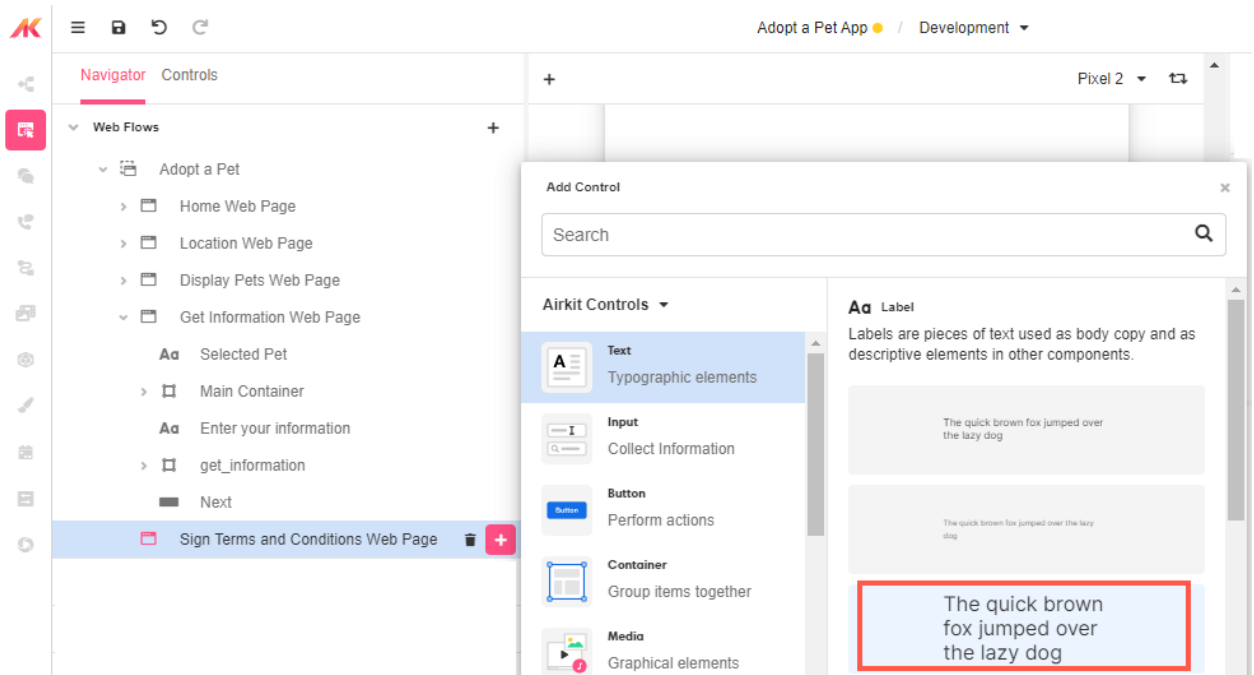 Adopt a Pet App / Development
Navigator Controls
+
Pixel 2
Web Flows +
Adopt a Pet
Home Web Page
Location Web Page
Display Pets Web Page
Get Information Web Page
Aa Selected Pet
Main Container
Aa Enter your information
get_information
Next
Sign Terms and Conditions Web Page +
Add Control ×
Search
Airkit Controls
A
Text
Typographic elements
Input
Collect Information
Button
Button
Perform actions
Container
Group items together
Media
Graphical elements
Aa Label
Labels are pieces of text used as body copy and as
descriptive elements in other components.
The quick brown fox jumped over
the lazy dog
The quick brown fox jumped over the lazy
dog
The quick brown
fox jumped over
the lazy dog